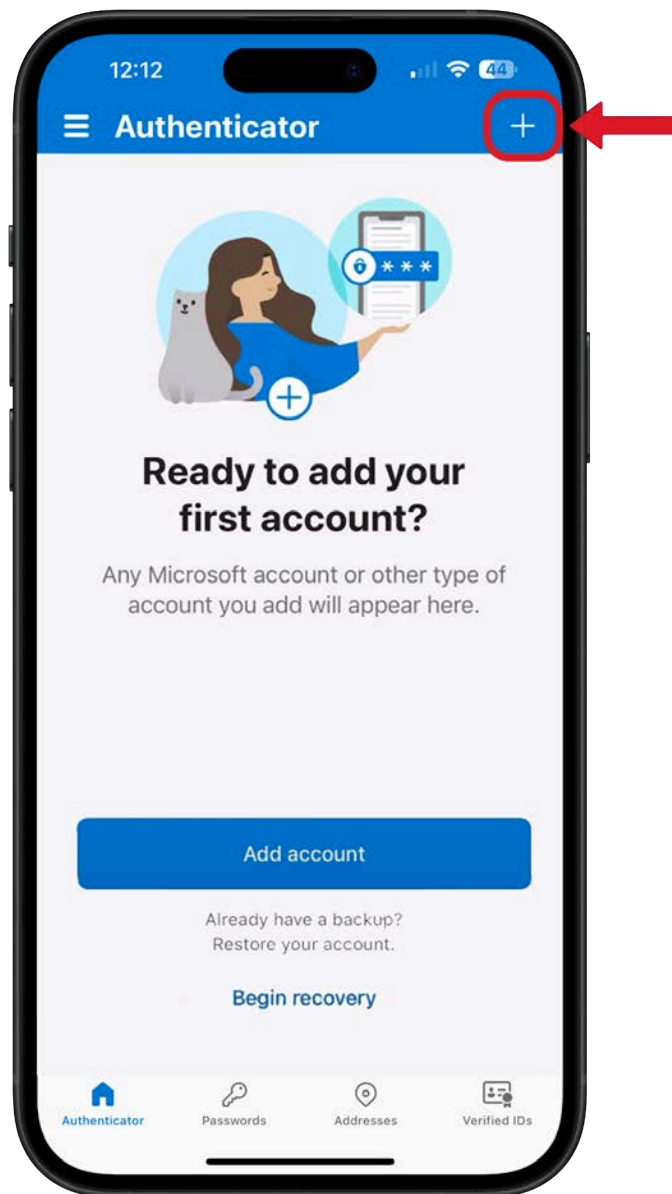 12:12
44
Authenticator
* * *
Ready to add your
first account?
Any Microsoft account or other type of
account you add will appear here.
Add account
Already have a backup?
Restore your account.
Begin recovery
Authenticator
Passwords
Addresses
Verified IDs